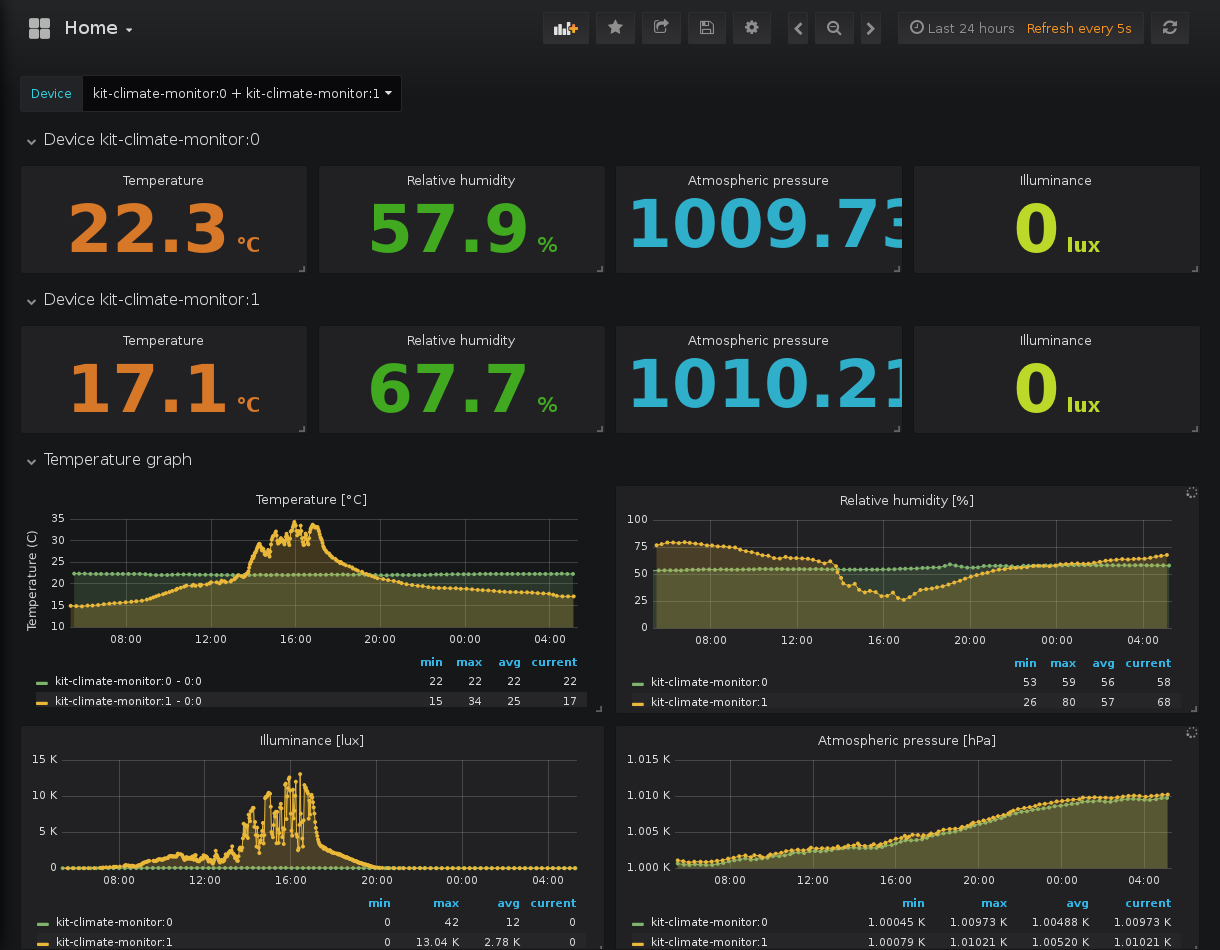 Home
Last 24 hours Refresh every 5s
Device kit-climate-monitor:0 + kit-climate-monitor:1
Device kit-climate-monitor:0
Temperature Relative humidity Atmospheric pressure Illuminance
22.3 °C 57.9 % 1009.73 0 lux
Device kit-climate-monitor:1
Temperature Relative humidity Atmospheric pressure Illuminance
17.1 °C 67.7 % 1010.21 0 lux
Temperature graph
Temperature [°C]
Temperature (C)
35
30
25
20
15
10
08:00 12:00 16:00 20:00 00:00 04:00
min max avg current
kit-climate-monitor:0 - 0:0 22 22 22 22
kit-climate-monitor:1 - 0:0 15 34 25 17
Relative humidity [%]
100
75
50
25
0
08:00 12:00 16:00 20:00 00:00 04:00
min max avg current
kit-climate-monitor:0 53 59 56 58
kit-climate-monitor:1 26 80 57 68
Illuminance [lux]
15 K
10 K
5 K
0
08:00 12:00 16:00 20:00 00:00 04:00
min max avg current
kit-climate-monitor:0 0 42 12 0
kit-climate-monitor:1 0 13.04 K 2.78 K 0
Atmospheric pressure [hPa]
1.015 K
1.010 K
1.005 K
1.000 K
08:00 12:00 16:00 20:00 00:00 04:00
min max avg current
kit-climate-monitor:0 1.00045 K 1.00973 K 1.00488 K 1.00973 K
kit-climate-monitor:1 1.00079 K 1.01021 K 1.00520 K 1.01021 K